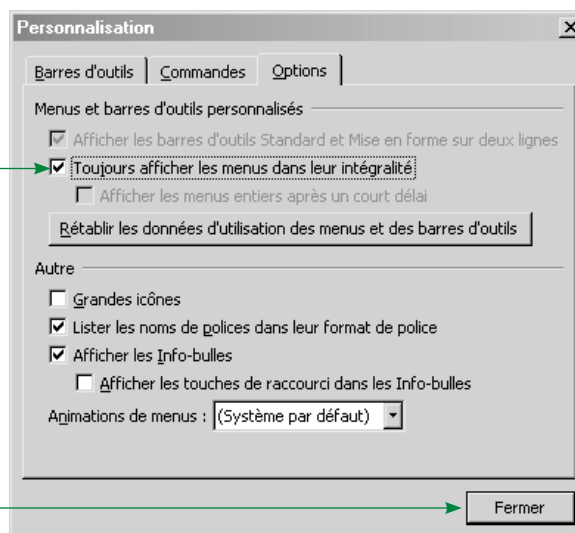 Personnalisation
Barres d'outils Commandes Options
Menus et barres d'outils personnalisés
Afficher les barres d'outils Standard et Mise en forme sur deux lignes
Toujours afficher les menus dans leur intégralité
Afficher les menus entiers après un court délai
Rétablir les données d'utilisation des menus et des barres d'outils
Autre
Grandes icônes
Lister les noms de polices dans leur format de police
Afficher les Info-bulles
Afficher les touches de raccourci dans les Info-bulles
Animations de menus : (Système par défaut)
Fermer